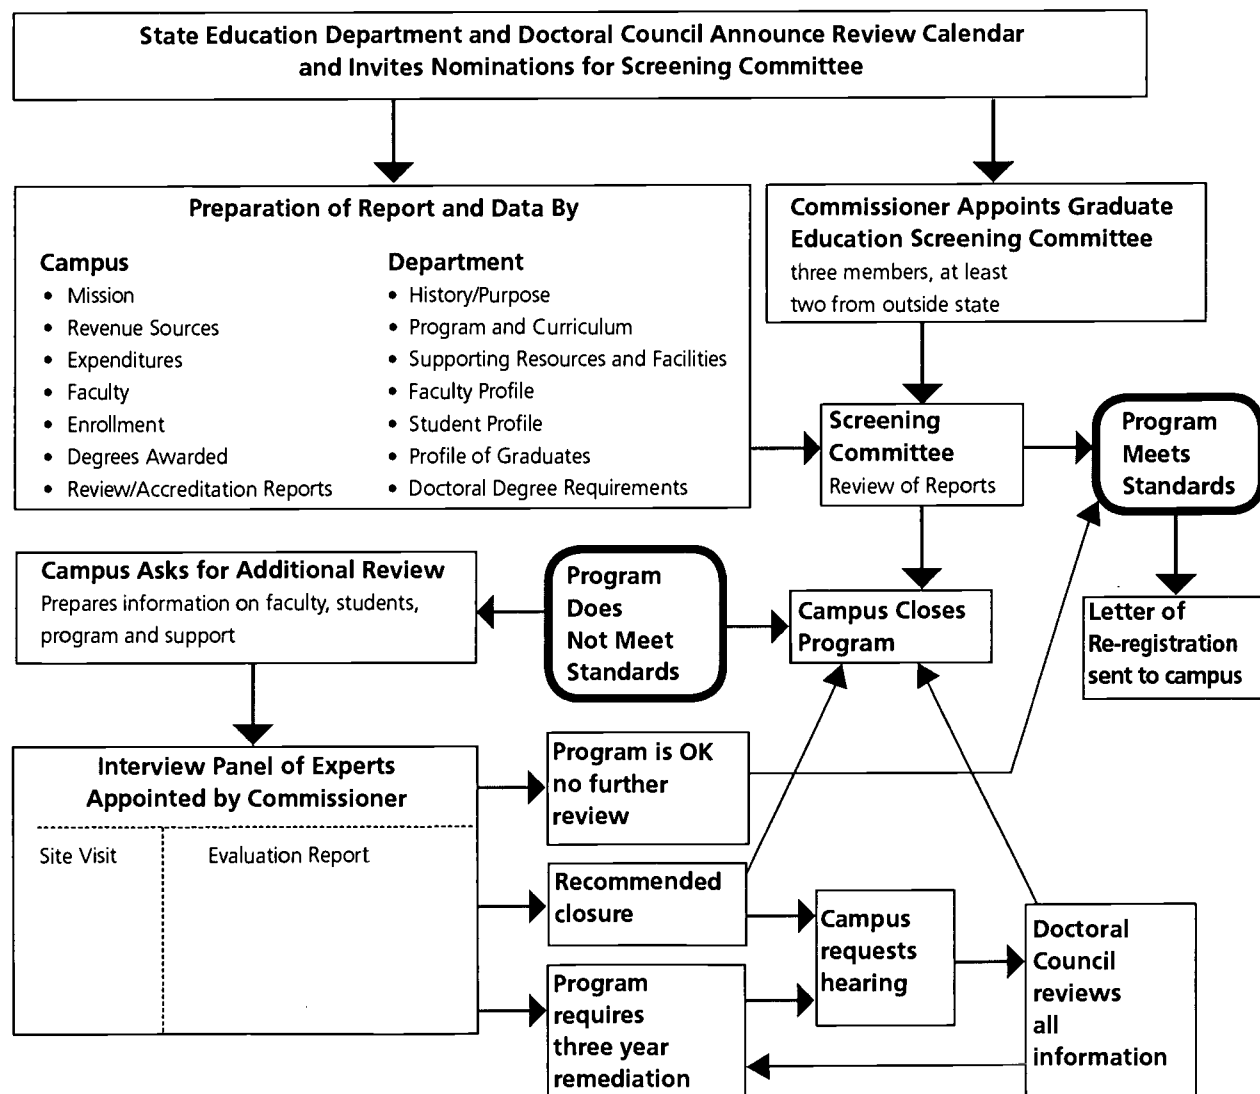 State Education Department and Doctoral Council Announce Review Calendar
and Invites Nominations for Screening Committee
Preparation of Report and Data By
Campus
• Mission
• Revenue Sources
• Expenditures
• Faculty
• Enrollment
• Degrees Awarded
• Review/Accreditation Reports
Department
• History/Purpose
• Program and Curriculum
• Supporting Resources and Facilities
• Faculty Profile
• Student Profile
• Profile of Graduates
• Doctoral Degree Requirements
Commissioner Appoints Graduate
Education Screening Committee
three members, at least
two from outside state
Screening
Committee
Review of Reports
Program
Meets
Standards
Campus Asks for Additional Review
Prepares information on faculty, students,
program and support
Program
Does
Not Meet
Standards
Campus Closes
Program
Letter of
Re-registration
sent to campus
Interview Panel of Experts
Appointed by Commissioner
Site Visit
Evaluation Report
Program is OK
no further
review
Recommended
closure
Program
requires
three year
remediation
Campus
requests
hearing
Doctoral
Council
reviews
all
information